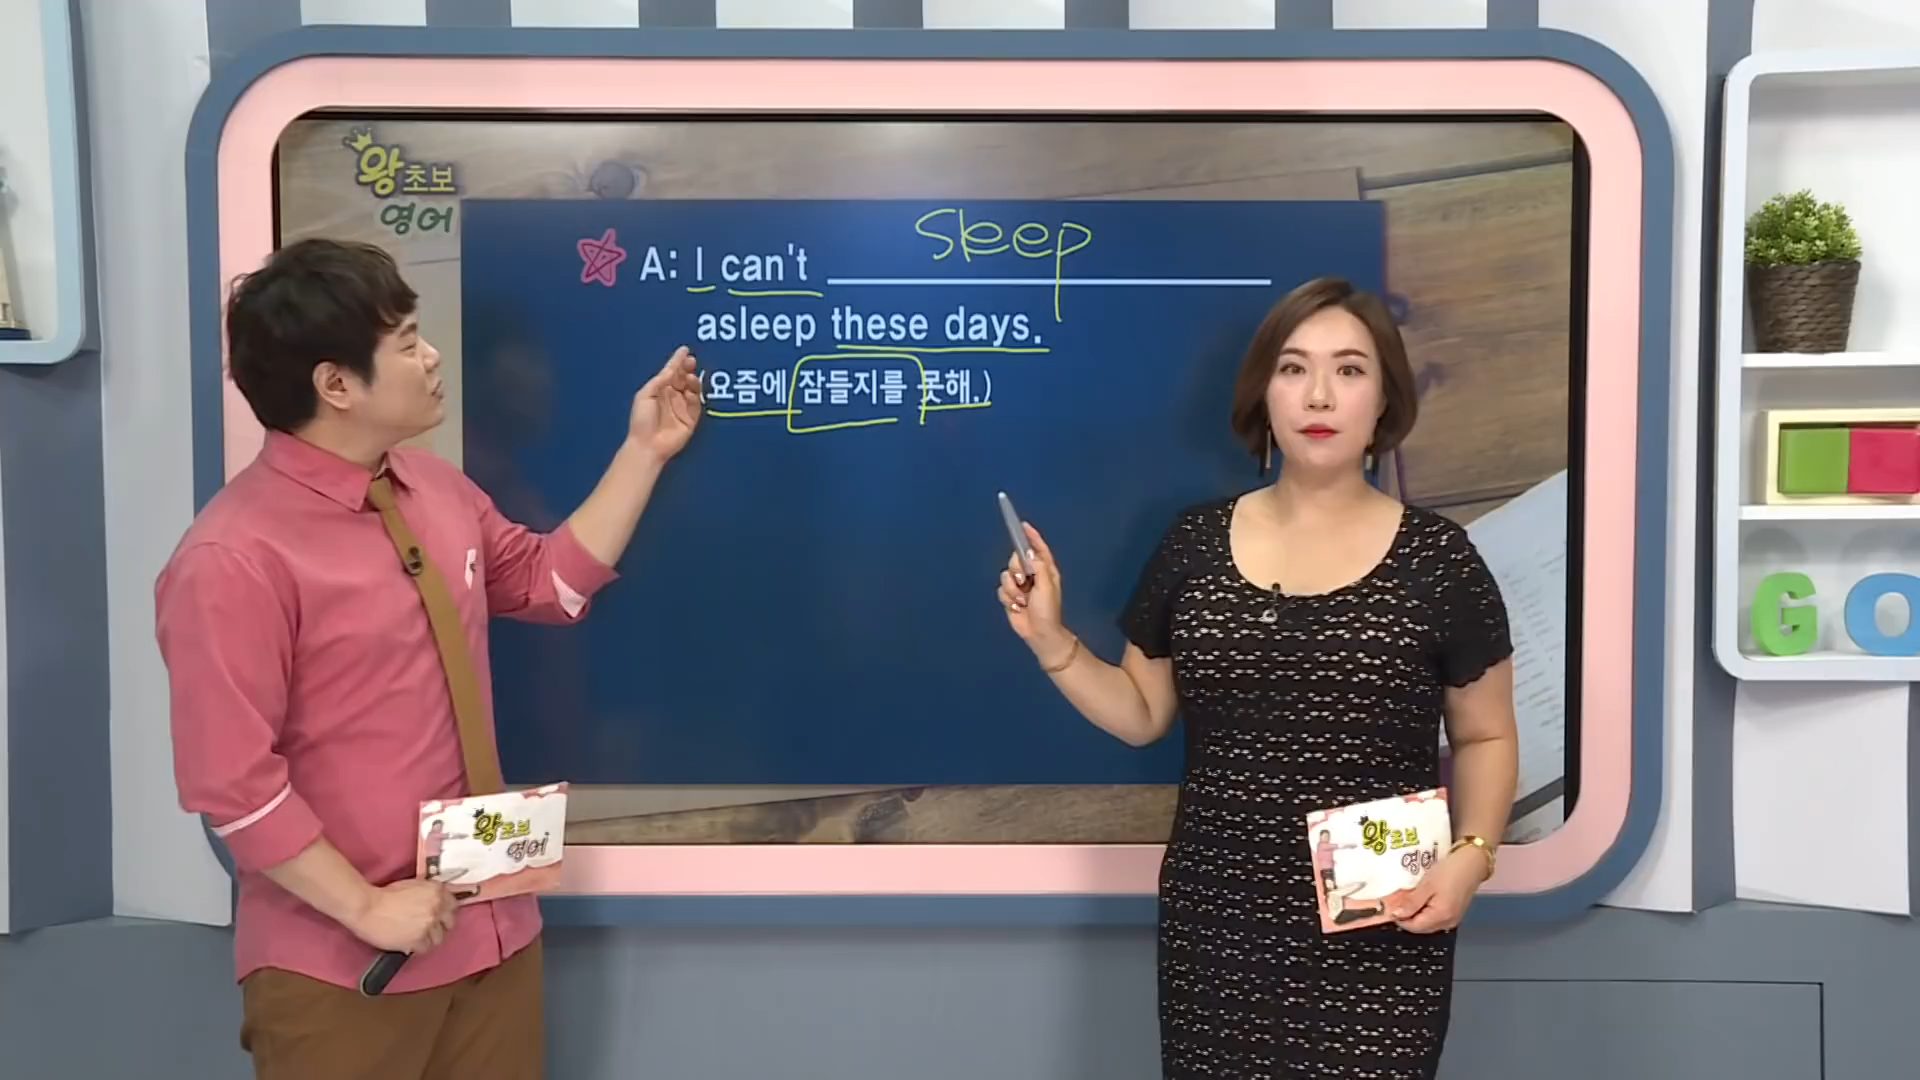 왕초보
영어
sleep
A: I can't ____________
asleep these days.
(요즘에 잠들지를 못해.)
왕초보
영어
왕초보
영어
GO